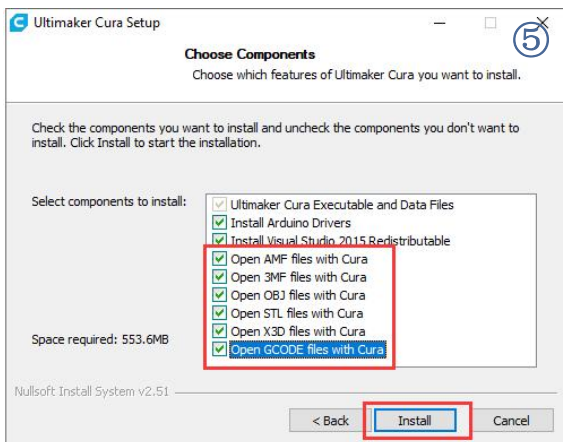 Ultimaker Cura Setup
⑤
Choose Components
Choose which features of Ultimaker Cura you want to install.
Check the components you want to install and uncheck the components you don't want to
install. Click Install to start the installation.
Select components to install:
Ultimaker Cura Executable and Data Files
Install Arduino Drivers
Install Visual Studio 2015 Redistributable
Open AMF files with Cura
Open 3MF files with Cura
Open OBJ files with Cura
Open STL files with Cura
Open X3D files with Cura
Open GCODE files with Cura
Space required: 553.6MB
Nullsoft Install System v2.51
< Back
Install
Cancel